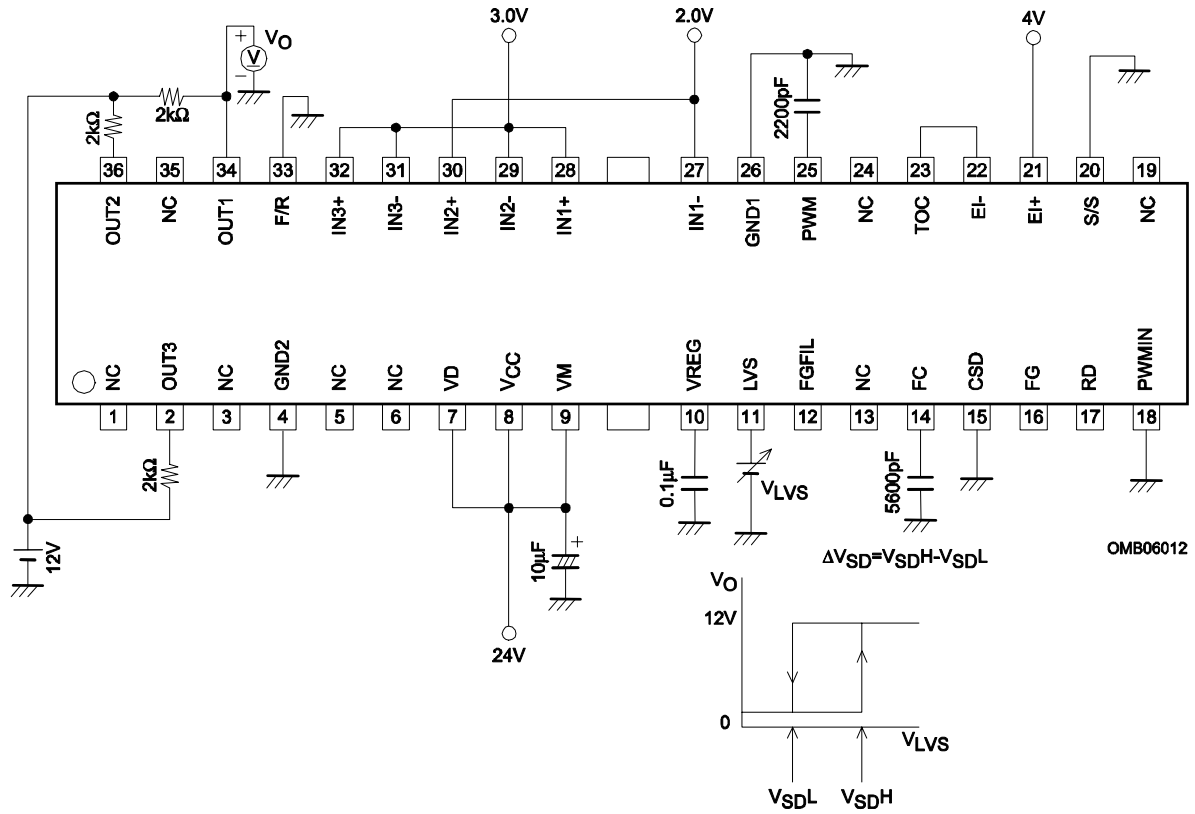 3.0V
2.0V
4V
+
VO
V
–
2kΩ
2kΩ
2200pF
36 35 34 33 32 31 30 29 28 27 26 25 24 23 22 21 20 19
OUT2 NC OUT1 F/R IN3+ IN3- IN2+ IN2- IN1+ IN1- GND1 PWM NC TOC EI- EI+ S/S NC
NC OUT3 NC GND2 NC NC VD VCC VM VREG LVS FGFIL NC FC CSD FG RD PWMIN
1 2 3 4 5 6 7 8 9 10 11 12 13 14 15 16 17 18
2kΩ
0.1µF
VLVS
5600pF
12V
10µF
+
24V
OMB06012
ΔVSD=VSDH-VSDL
VO
12V
0
VLVS
VSDL
VSDH